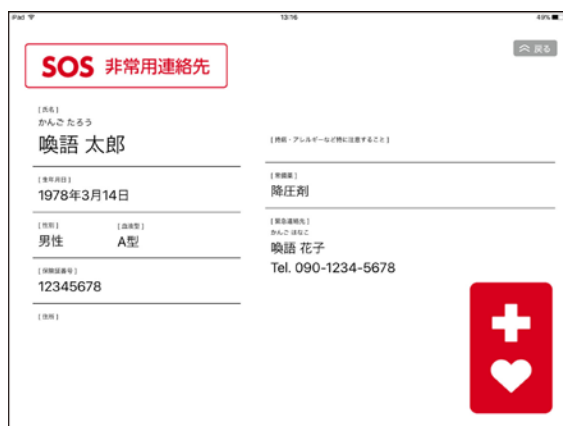 iPad
13:16
49%
SOS 非常用連絡先
戻る
[氏名]
かんご たろう
喚語 太郎
[生年月日]
1978年3月14日
[性別] [血液型]
男性 A型
[保険証番号]
12345678
[住所]
[持病・アレルギーなど特に注意すること]
[常備薬]
降圧剤
[緊急連絡先]
かんご はなこ
喚語 花子
Tel. 090-1234-5678